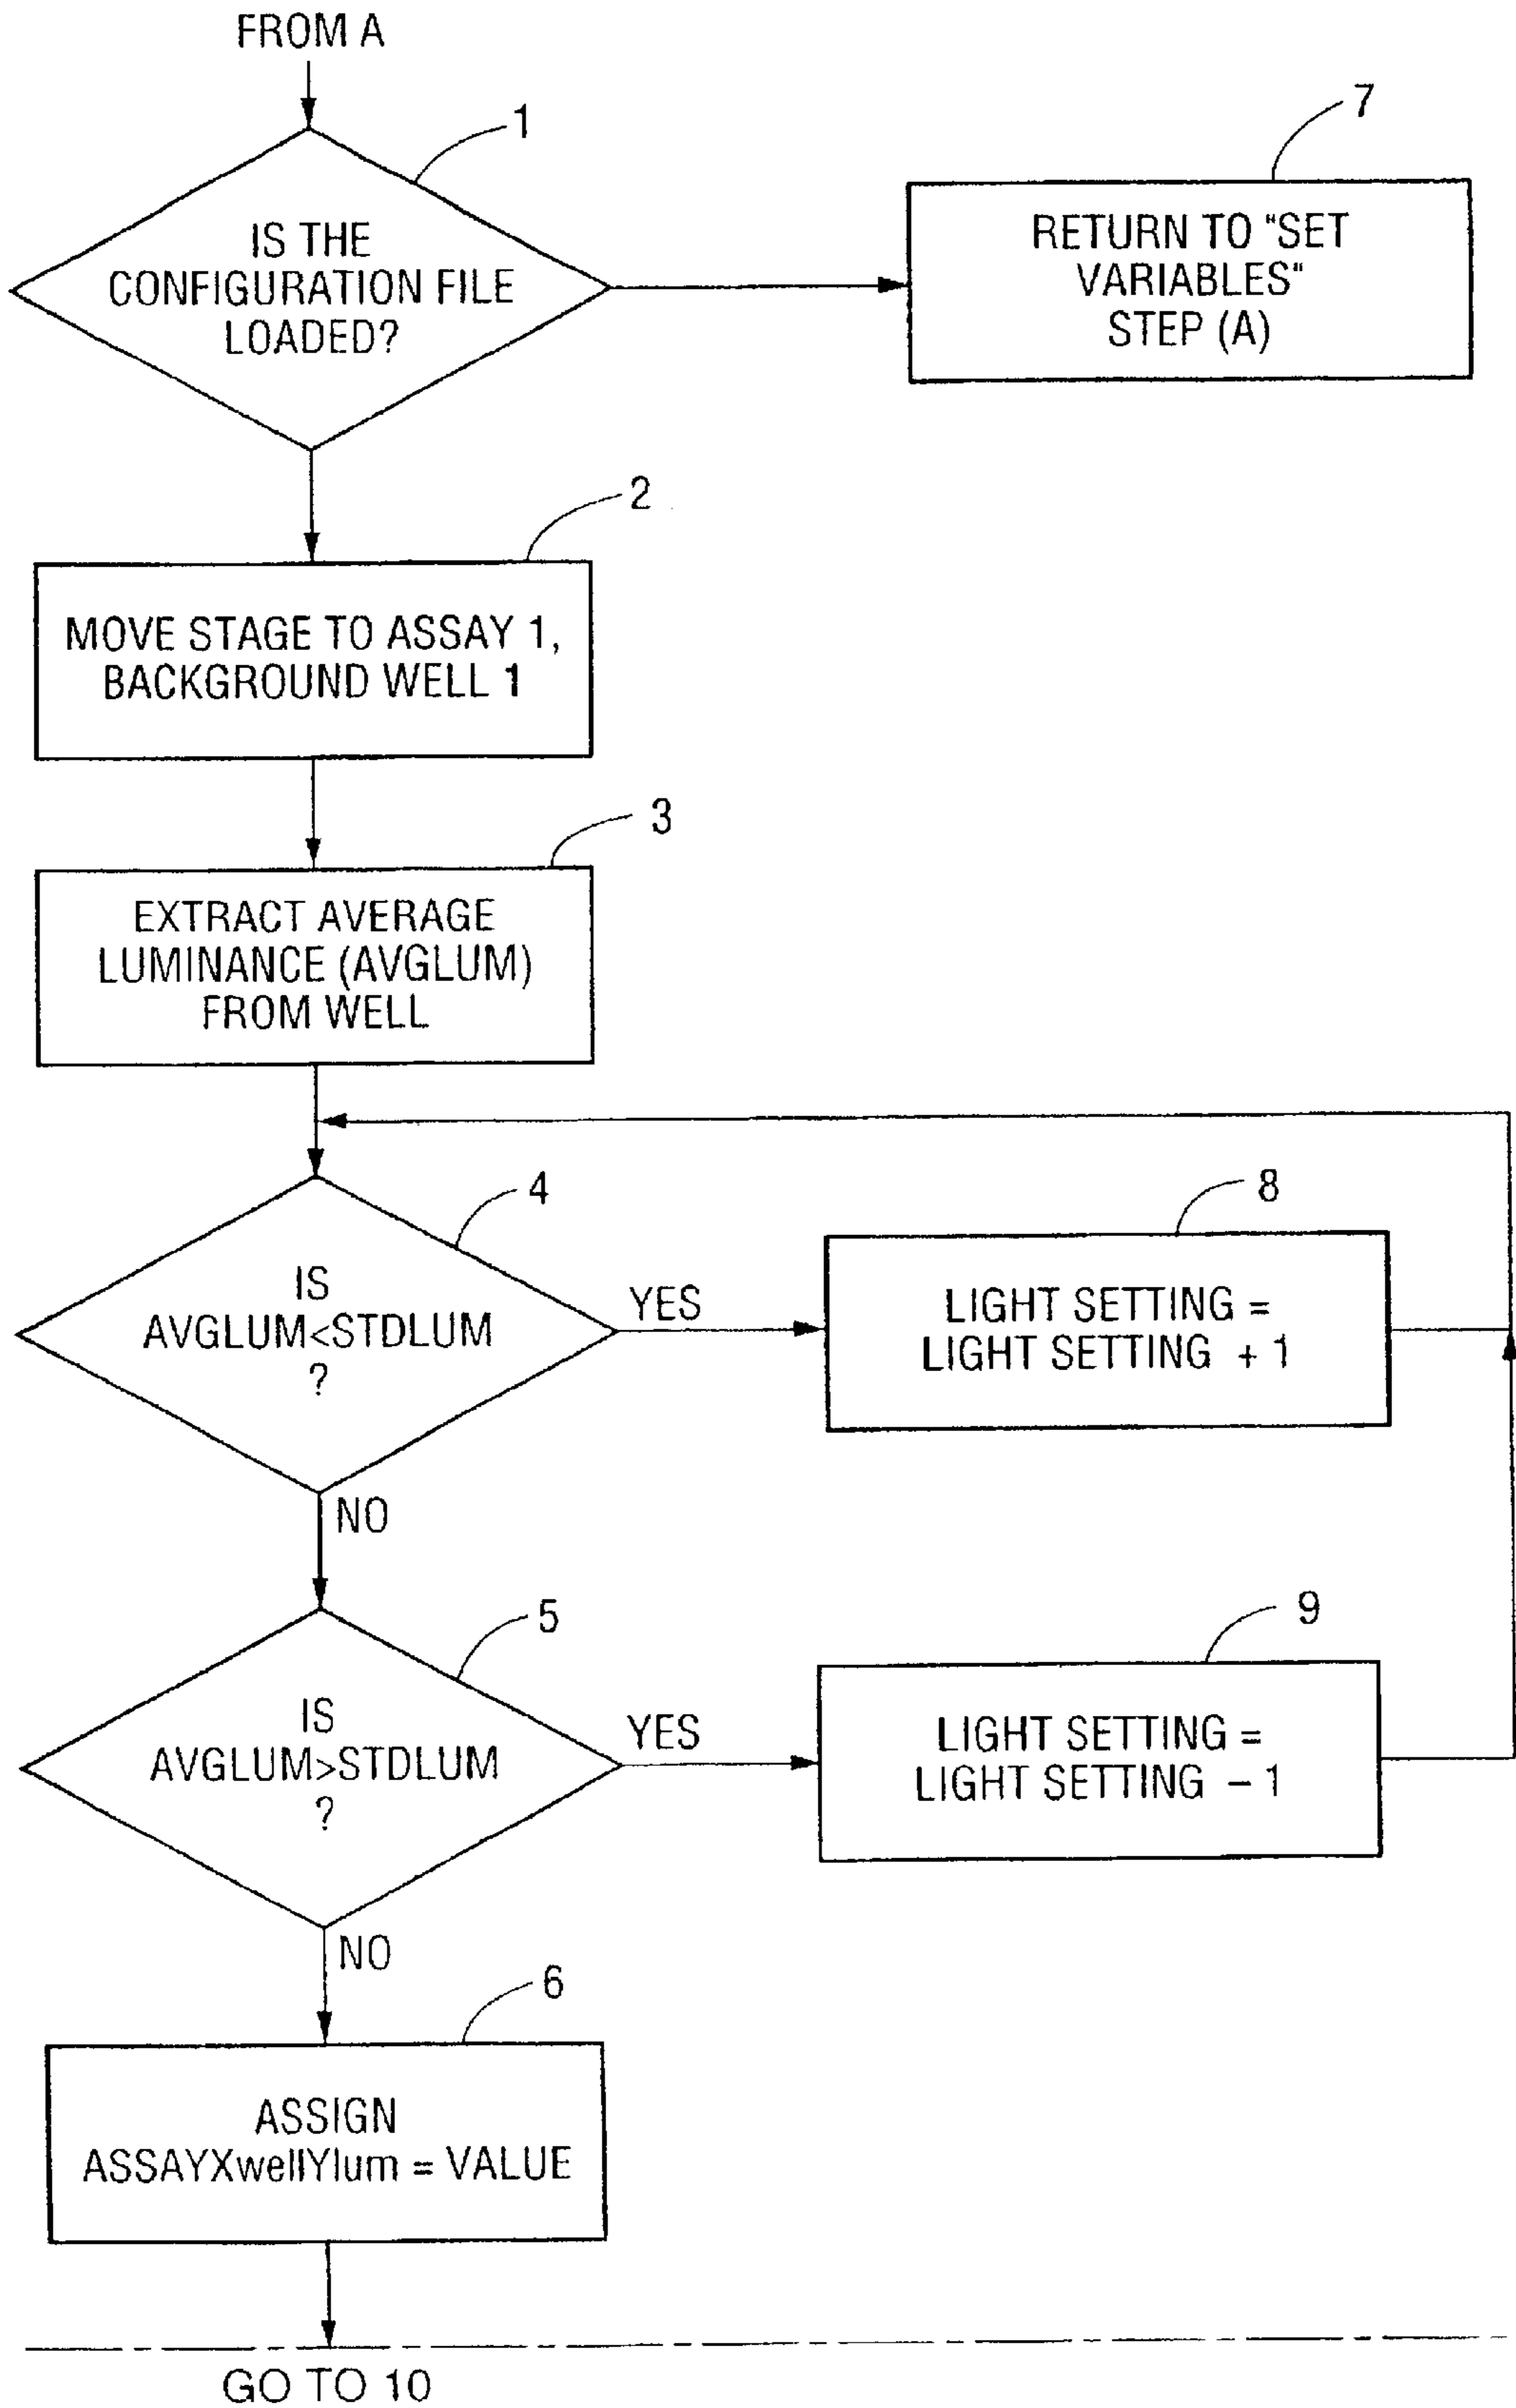 FROM A
1
IS THE
CONFIGURATION FILE
LOADED?
7
RETURN TO "SET
VARIABLES"
STEP (A)
2
MOVE STAGE TO ASSAY 1,
BACKGROUND WELL 1
3
EXTRACT AVERAGE
LUMINANCE (AVGLUM)
FROM WELL
4
IS
AVGLUM<STDLUM
?
YES
8
LIGHT SETTING =
LIGHT SETTING + 1
NO
5
IS
AVGLUM>STDLUM
?
YES
9
LIGHT SETTING =
LIGHT SETTING – 1
NO
6
ASSIGN
ASSAYXwellYlum = VALUE
GO TO 10